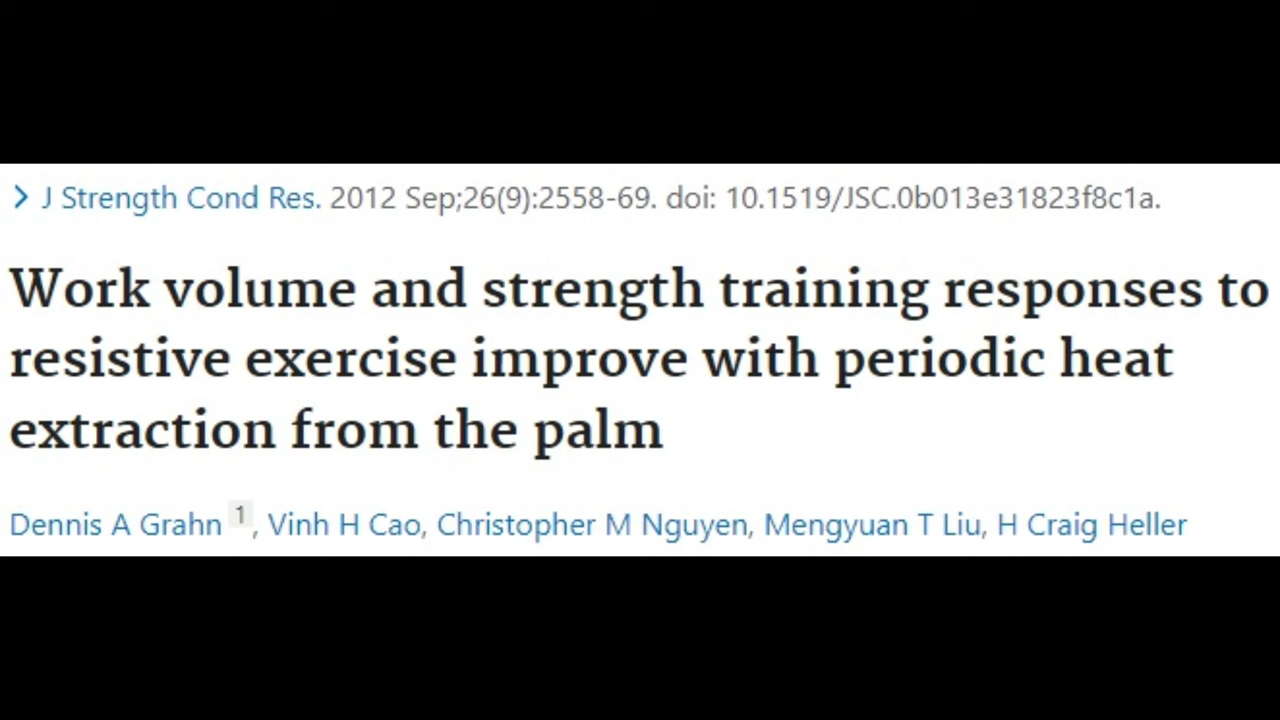 J Strength Cond Res. 2012 Sep;26(9):2558-69. doi: 10.1519/JSC.0b013e31823f8c1a.
Work volume and strength training responses to
resistive exercise improve with periodic heat
extraction from the palm
Dennis A Grahn 1, Vinh H Cao, Christopher M Nguyen, Mengyuan T Liu, H Craig Heller